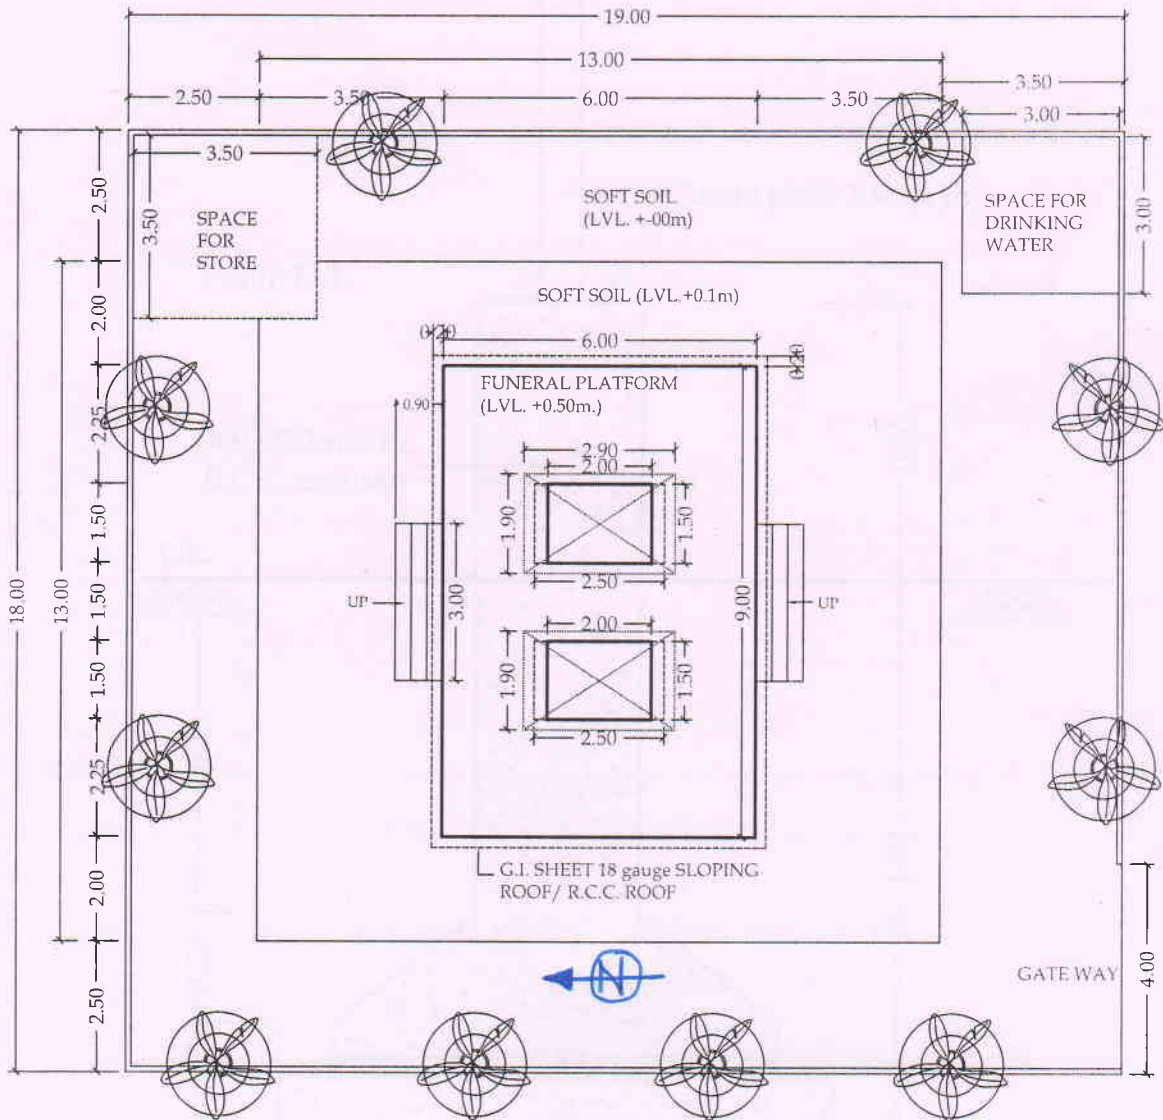 19.00
13.00
3.50
2.50
3.50
6.00
3.50
3.00
3.50
2.50
3.50
SPACE
FOR
STORE
SOFT SOIL
(LVL. +-00m)
SPACE FOR
DRINKING
WATER
3.00
2.00
SOFT SOIL (LVL.+0.1m)
0.20
6.00
0.20
FUNERAL PLATFORM
(LVL. +0.50m.)
0.90
2.25
2.90
2.00
1.90
1.50
1.50
2.50
18.00
13.00
1.50
UP
3.00
9.00
UP
2.00
1.50
1.90
1.50
2.50
2.25
G.I. SHEET 18 gauge SLOPING
ROOF/ R.C.C. ROOF
2.00
N
GATE WAY
4.00
2.50